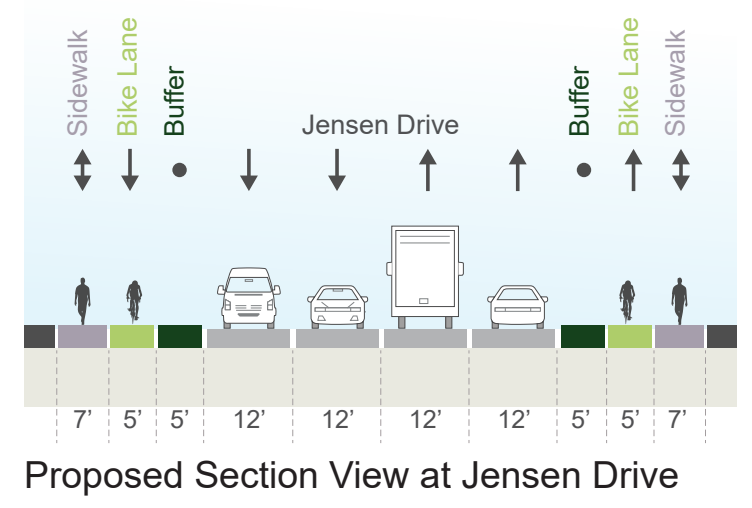 Sidewalk
Bike Lane
Buffer
Jensen Drive
Buffer
Bike Lane
Sidewalk
7’ 5’ 5’ 12’ 12’ 12’ 12’ 5’ 5’ 7’
Proposed Section View at Jensen Drive